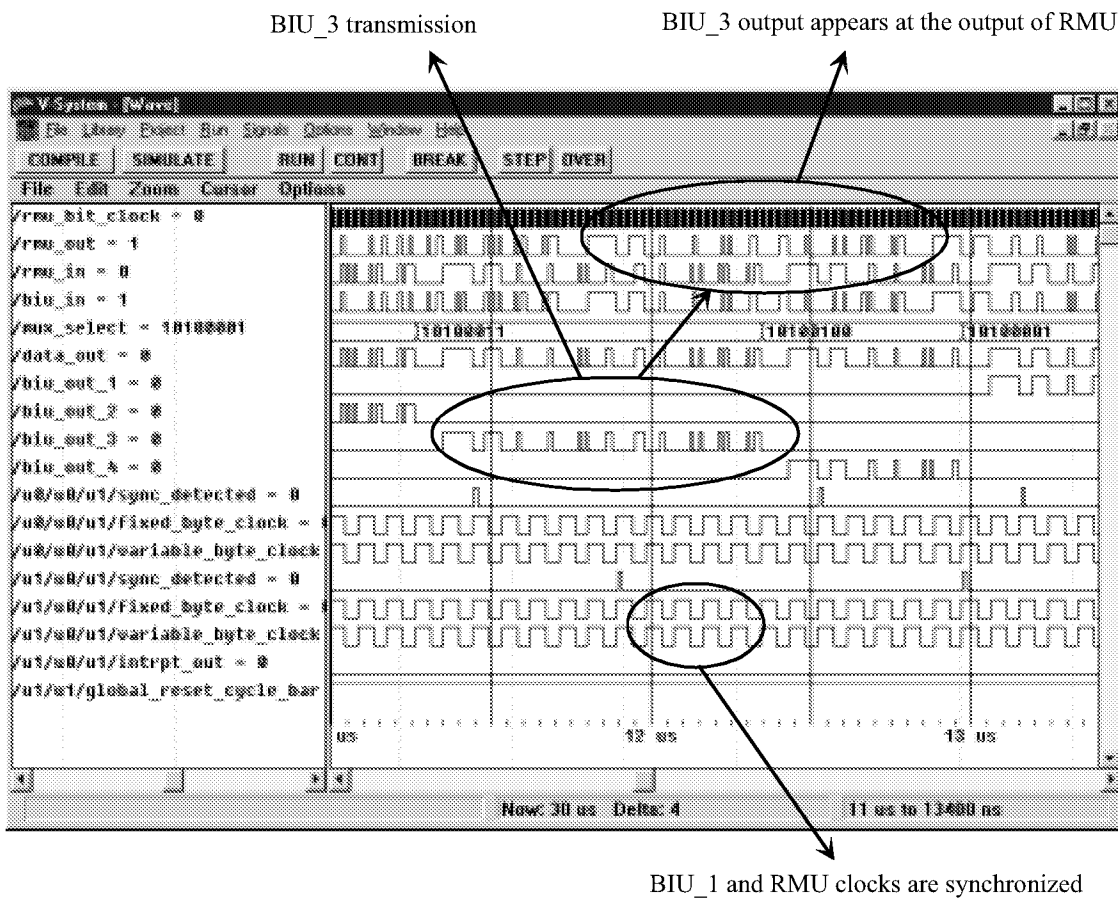 BIU_3 transmission
BIU_3 output appears at the output of RMU
V-System - [Wave]
File Library Project Run Signals Options Window Help
COMPILE SIMULATE RUN CONT BREAK STEP OVER
File Edit Zoom Cursor Options
/rmu_bit_clock = 0
/rmu_out = 1
/rmu_in = 0
/biu_in = 1
/mux_select = 10100001
10100011 10100100 10100001
/data_out = 0
/biu_out_1 = 0
/biu_out_2 = 0
/biu_out_3 = 0
/biu_out_4 = 0
/u0/u0/u1/sync_detected = 0
/u0/u0/u1/fixed_byte_clock =
/u0/u0/u1/variable_byte_clock
/u1/u0/u1/sync_detected = 0
/u1/u0/u1/fixed_byte_clock =
/u1/u0/u1/variable_byte_clock
/u1/u0/u1/intrpt_out = 0
/u1/u1/global_reset_cycle_bar
us 12 us 13 us
Now: 30 us Delta: 4 11 us to 13400 ns
BIU_1 and RMU clocks are synchronized